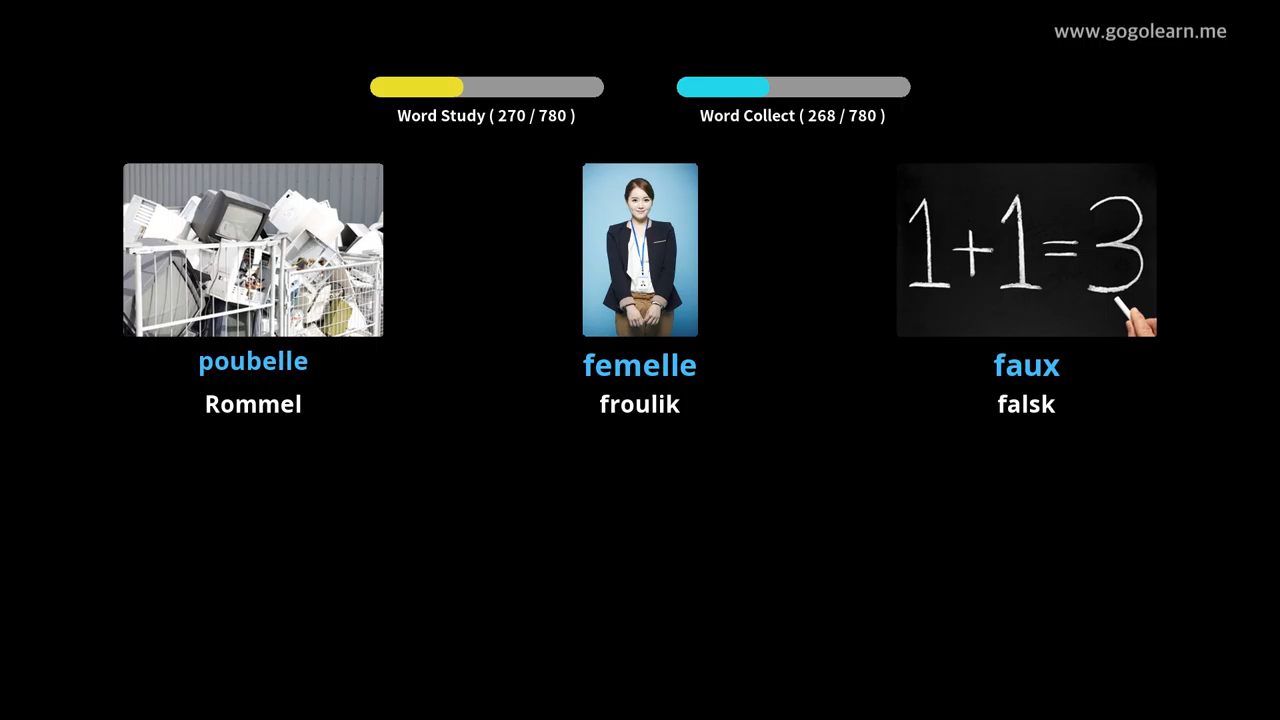 www.gogolearn.me
Word Study ( 270 / 780 )
Word Collect ( 268 / 780 )
1+1=3
poubelle
femelle
faux
Rommel
froulik
falsk